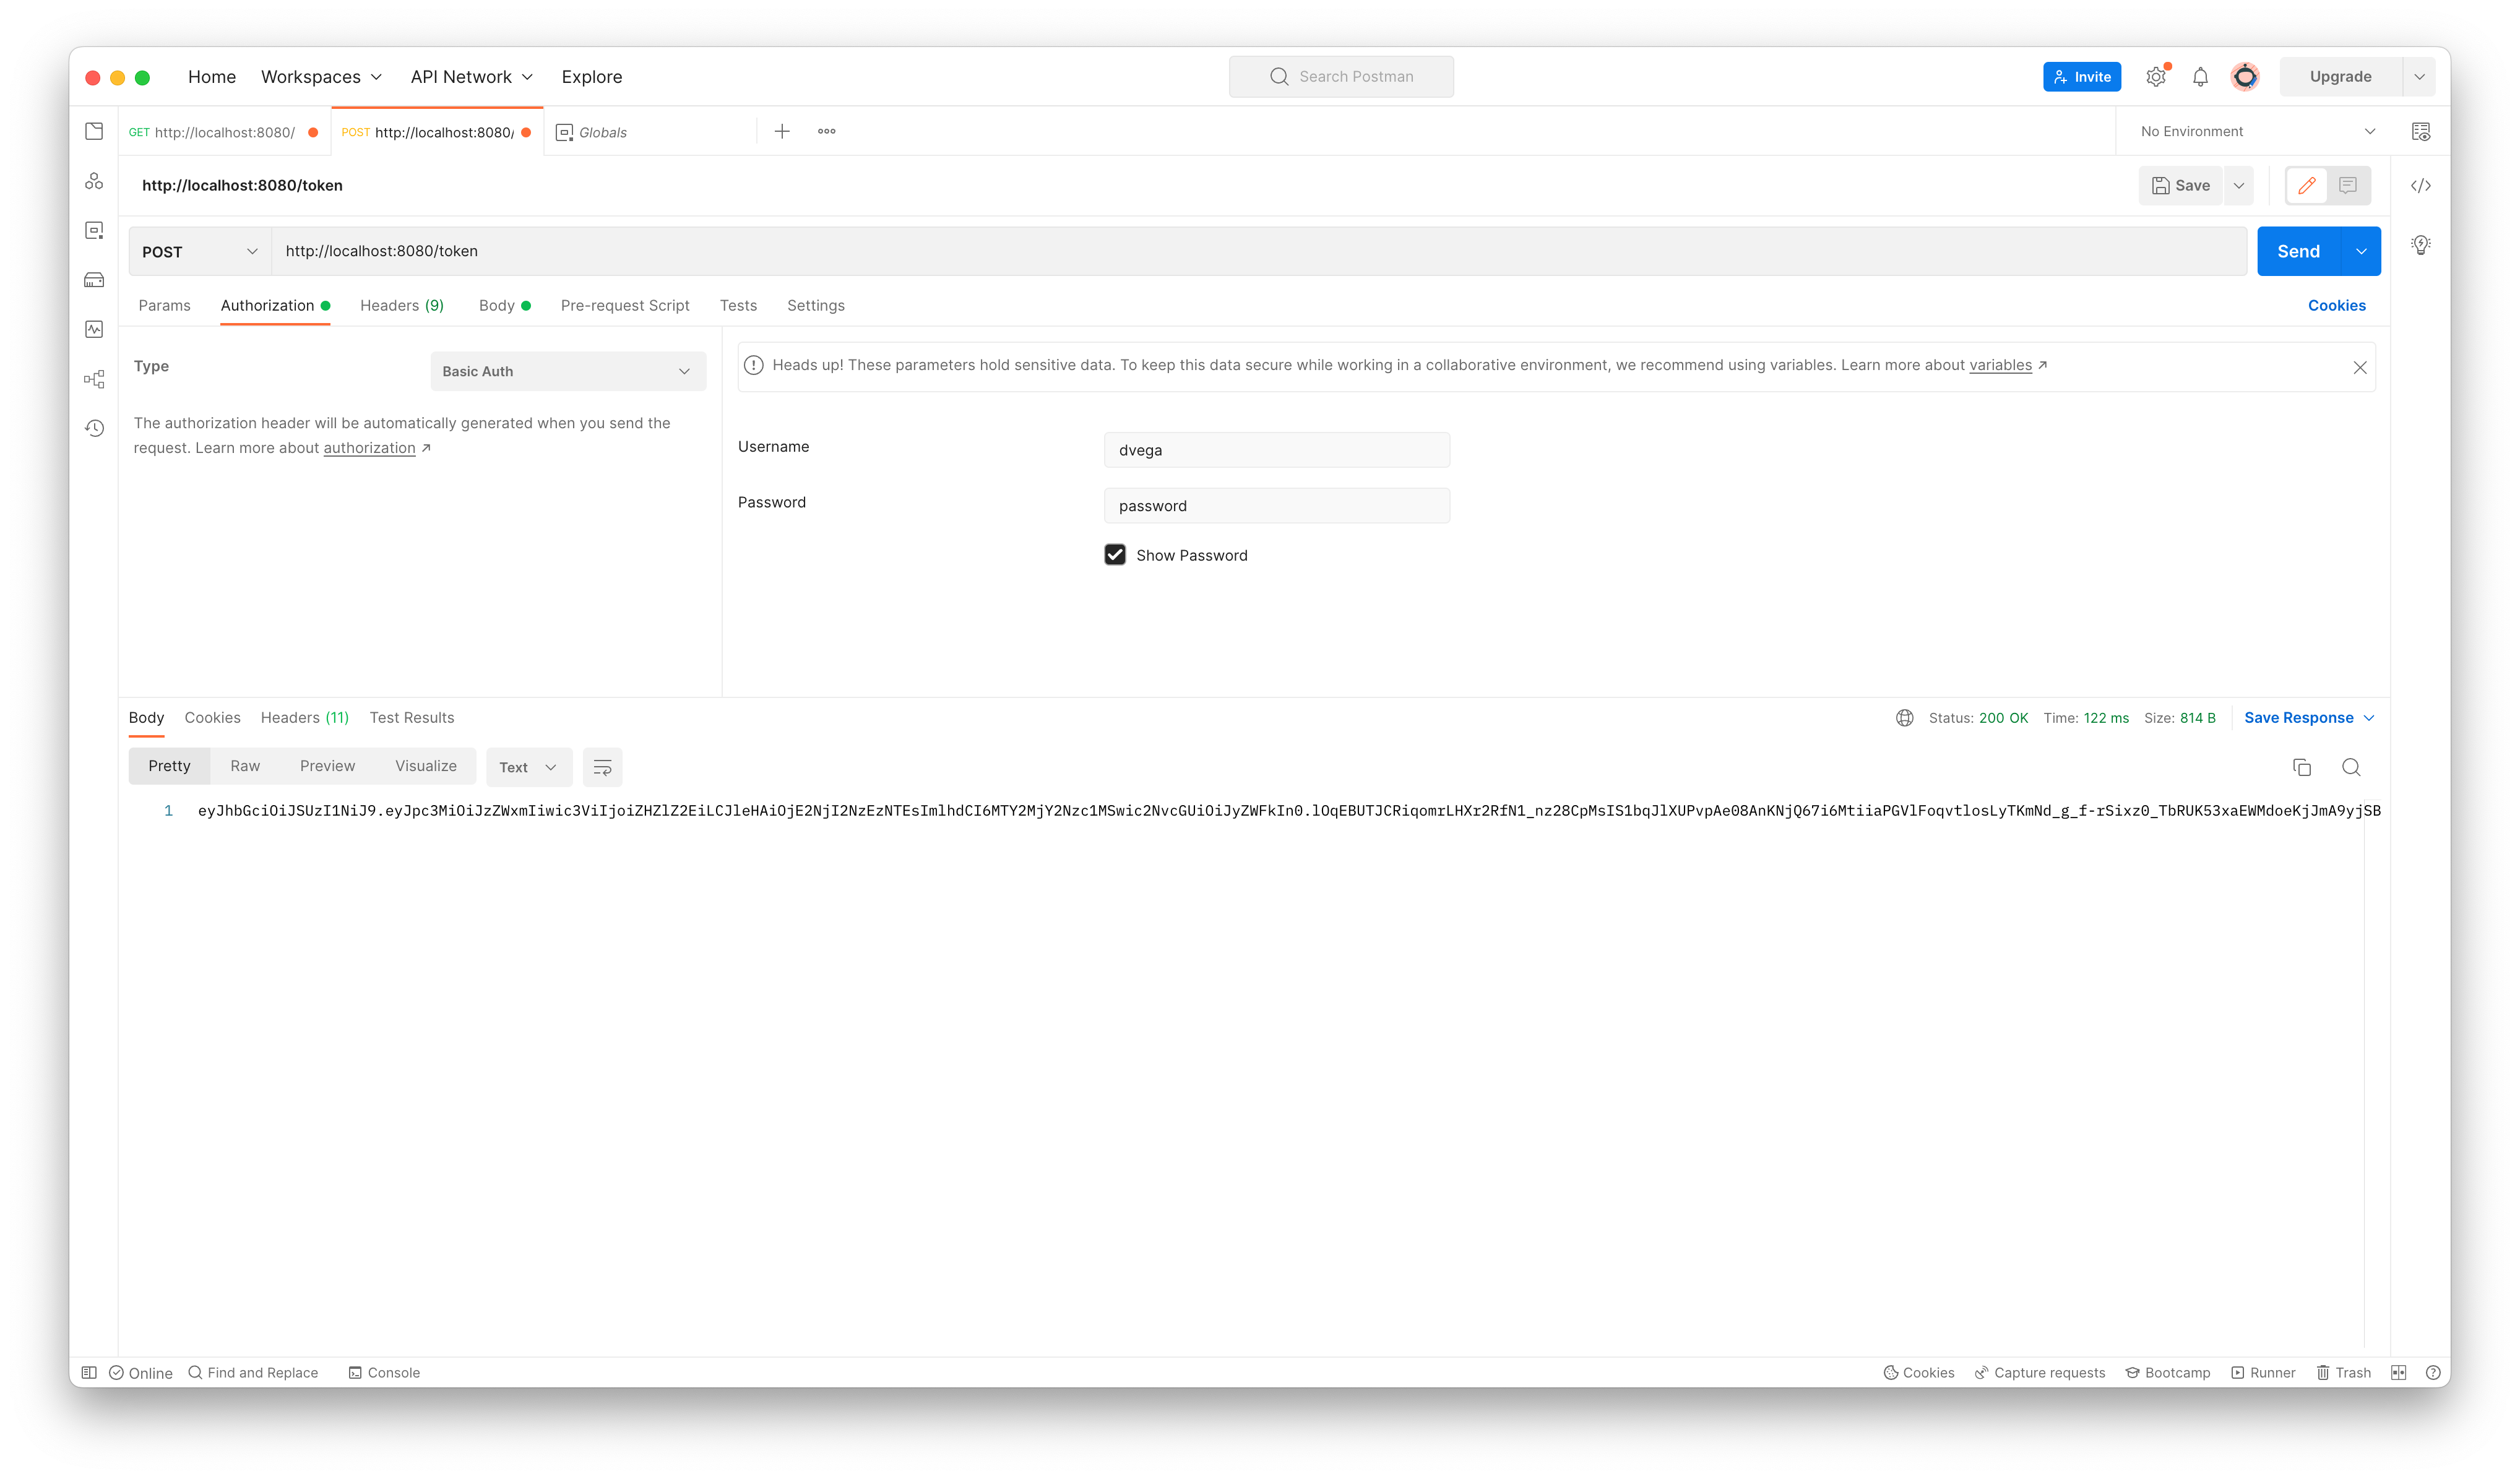 Home Workspaces API Network Explore Search Postman Invite Upgrade
GET http://localhost:8080/ POST http://localhost:8080/ Globals No Environment
http://localhost:8080/token Save
POST http://localhost:8080/token Send
Params Authorization Headers (9) Body Pre-request Script Tests Settings Cookies
Type Basic Auth
Heads up! These parameters hold sensitive data. To keep this data secure while working in a collaborative environment, we recommend using variables. Learn more about variables ↗
The authorization header will be automatically generated when you send the
request. Learn more about authorization ↗
Username dvega
Password password
Show Password
Body Cookies Headers (11) Test Results Status: 200 OK Time: 122 ms Size: 814 B Save Response
Pretty Raw Preview Visualize Text
1 eyJhbGciOiJSUzI1NiJ9.eyJpc3MiOiJzZWxmIiwic3ViIjoiZHZlZ2EiLCJleHAiOjE2NjI2NzEzNTEsImlhdCI6MTY2MjY2Nzc1MSwic2NvcGUiOiJyZWFkIn0.lOqEBUTJCRiqomrLHXr2RfN1_nz28CpMsIS1bqJlXUPvpAe08AnKNjQ67i6MtiiaPGVlFoqvtlosLyTKmNd_g_f-rSixz0_TbRUK53xaEWMdoeKjJmA9yjSB
Online Find and Replace Console Cookies Capture requests Bootcamp Runner Trash